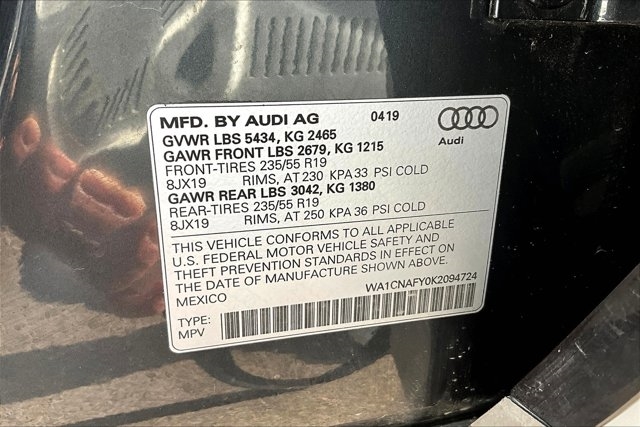 MFD. BY AUDI AG 0419
GVWR LBS 5434, KG 2465
GAWR FRONT LBS 2679, KG 1215
FRONT-TIRES 235/55 R19
8JX19 RIMS, AT 230 KPA 33 PSI COLD
GAWR REAR LBS 3042, KG 1380
REAR-TIRES 235/55 R19
8JX19 RIMS, AT 250 KPA 36 PSI COLD
Audi
THIS VEHICLE CONFORMS TO ALL APPLICABLE
U.S. FEDERAL MOTOR VEHICLE SAFETY AND
THEFT PREVENTION STANDARDS IN EFFECT ON
THE DATE OF MANUFACTURE SHOWN ABOVE.
MEXICO WA1CNAFY0K2094724
TYPE:
MPV